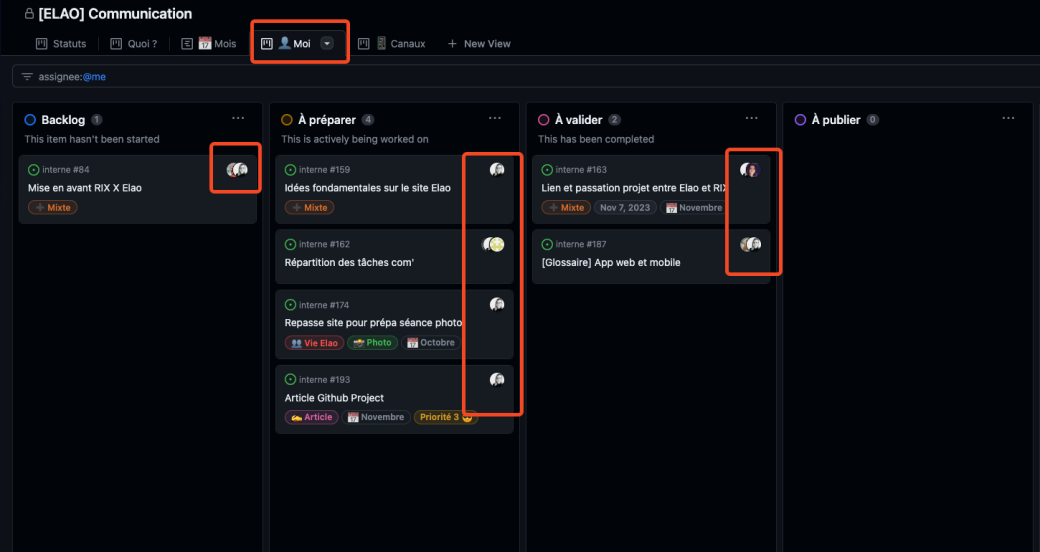 [ELAO] Communication
Statuts
Quoi ?
Mois
Moi
Canaux
+ New View
assignee:@me
Backlog 1
This item hasn't been started
interne #84
Mise en avant RIX X Elao
Mixte
À préparer 4
This is actively being worked on
interne #159
Idées fondamentales sur le site Elao
Mixte
interne #162
Répartition des tâches com'
interne #174
Repasse site pour prépa séance photo
Vie Elao
Photo
Octobre
interne #193
Article Github Project
Article
Novembre
Priorité 3
À valider 2
This has been completed
interne #163
Lien et passation projet entre Elao et RIX
Mixte
Nov 7, 2023
Novembre
interne #187
[Glossaire] App web et mobile
À publier 0